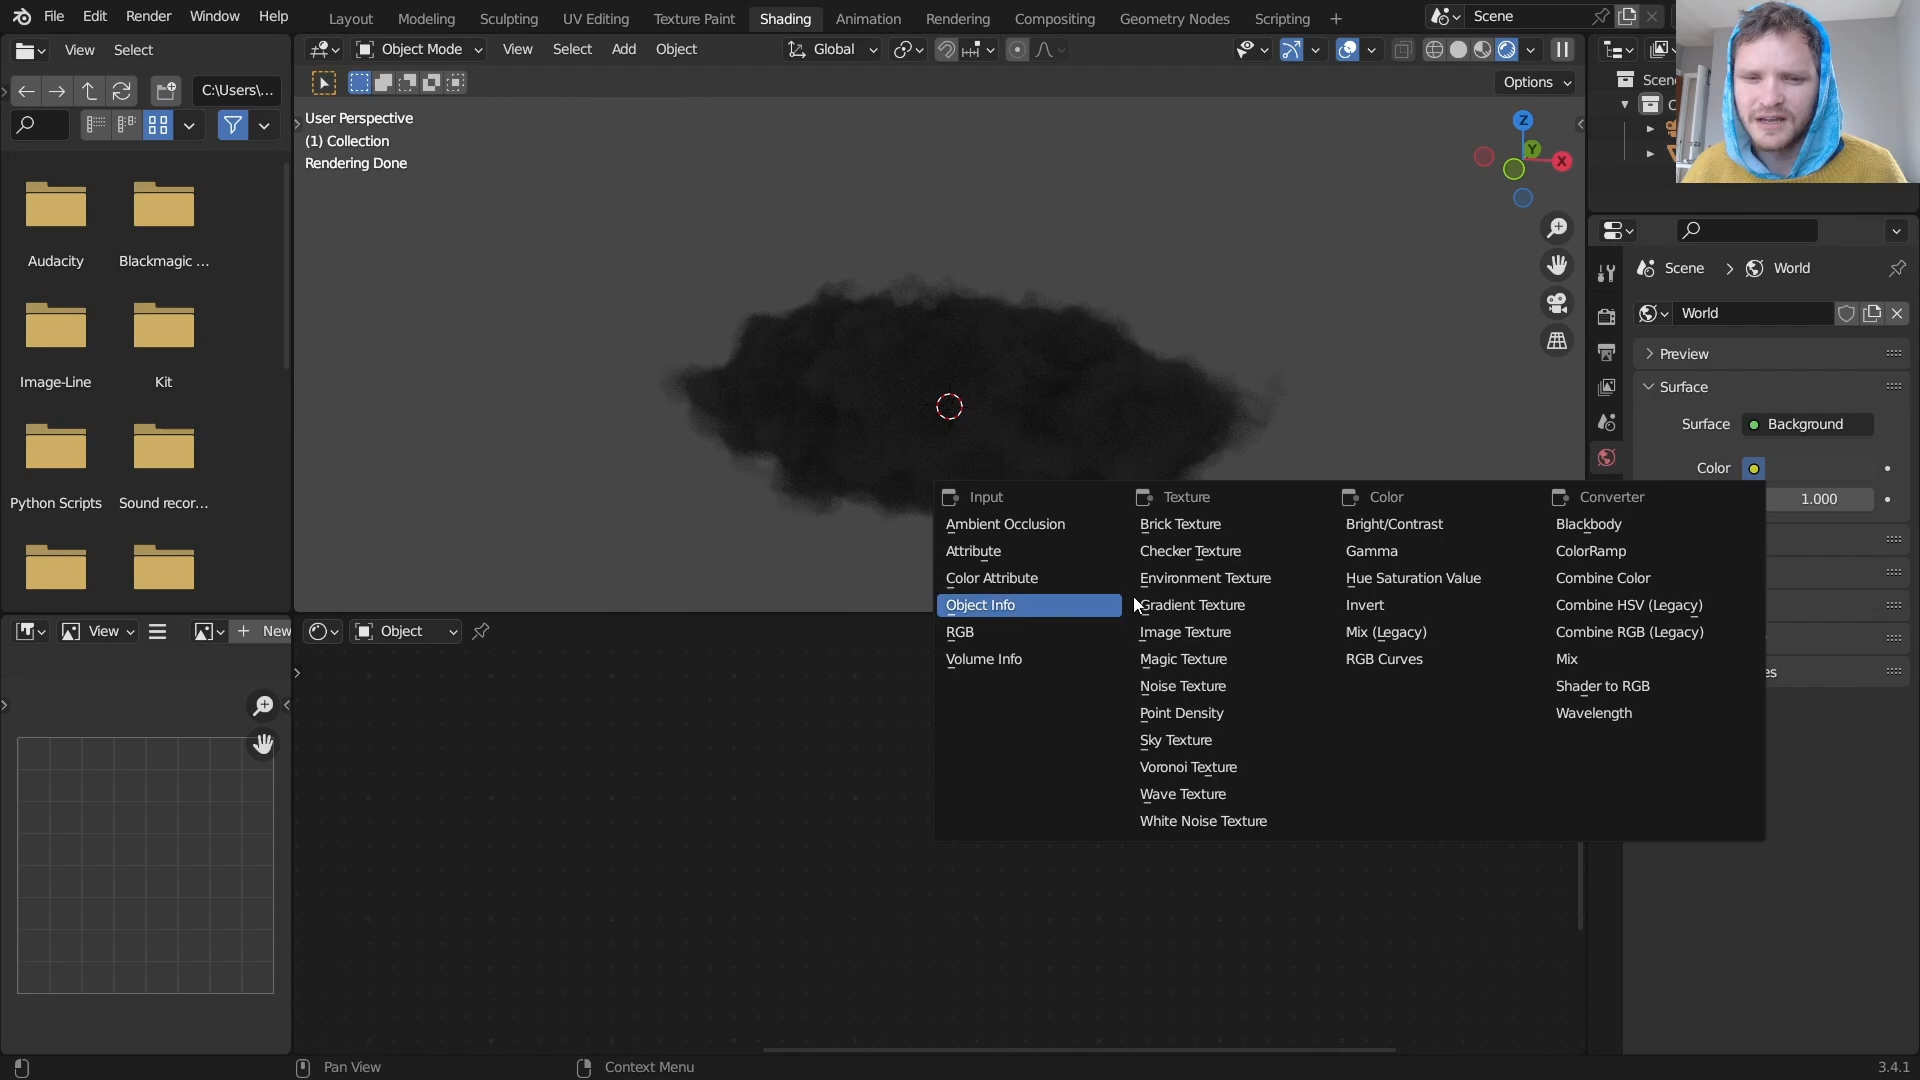 File Edit Render Window Help
Layout Modeling Sculpting UV Editing Texture Paint Shading Animation Rendering Compositing Geometry Nodes Scripting
Scene
View Select
Object Mode View Select Add Object
Global
Options
C:\Users\...
User Perspective
(1) Collection
Rendering Done
Z
Y
X
Scen
C
Audacity Blackmagic ...
Image-Line Kit
Python Scripts Sound recor...
Scene World
World
Preview
Surface
Surface Background
Color
1.000
es
Input
Ambient Occlusion
Attribute
Color Attribute
Object Info
RGB
Volume Info
Texture
Brick Texture
Checker Texture
Environment Texture
Gradient Texture
Image Texture
Magic Texture
Noise Texture
Point Density
Sky Texture
Voronoi Texture
Wave Texture
White Noise Texture
Color
Bright/Contrast
Gamma
Hue Saturation Value
Invert
Mix (Legacy)
RGB Curves
Converter
Blackbody
ColorRamp
Combine Color
Combine HSV (Legacy)
Combine RGB (Legacy)
Mix
Shader to RGB
Wavelength
View New
Object
Pan View Context Menu
3.4.1